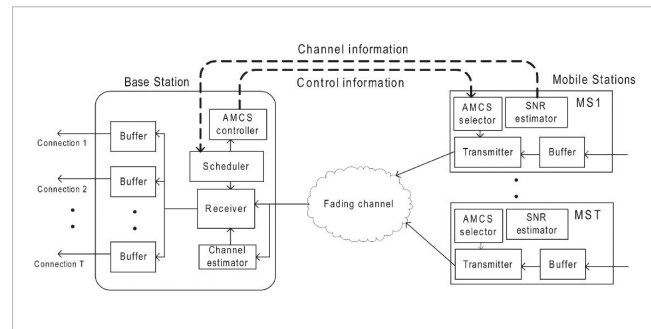 Channel information
Control information
Base Station
Mobile Stations
AMCS
controller
Scheduler
Receiver
Channel
estimator
Buffer
Buffer
Buffer
Connection 1
Connection 2
Connection T
Fading channel
MS1
AMCS
selector
SNR
estimator
Transmitter
Buffer
MST
AMCS
selector
SNR
estimator
Transmitter
Buffer